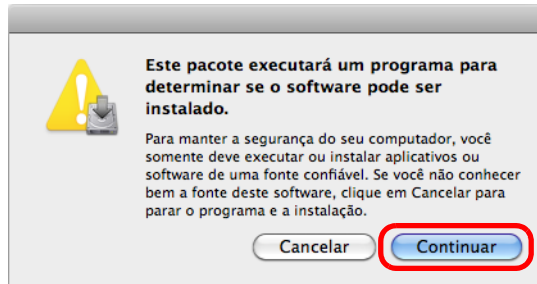 Este pacote executará um programa para
determinar se o software pode ser
instalado.
Para manter a segurança do seu computador, você
somente deve executar ou instalar aplicativos ou
software de uma fonte confiável. Se você não conhecer
bem a fonte deste software, clique em Cancelar para
parar o programa e a instalação.
Cancelar
Continuar